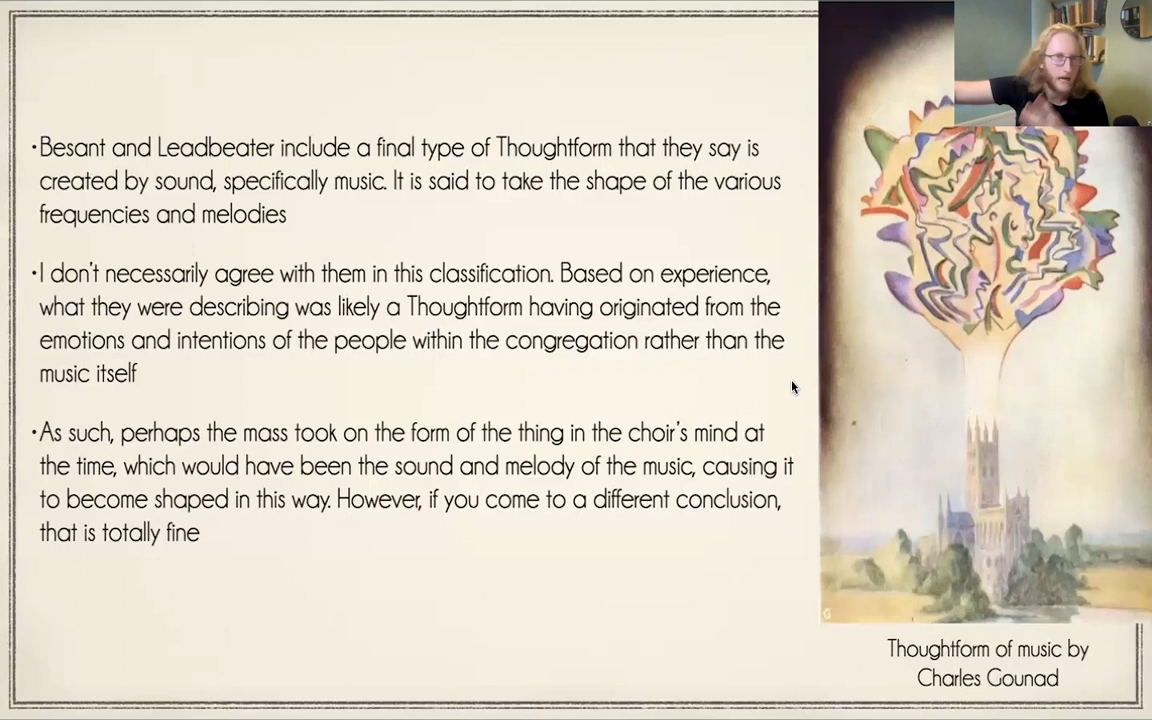 ·Besant and Leadbeater include a final type of Thoughtform that they say is
created by sound, specifically music. It is said to take the shape of the various
frequencies and melodies
·I don't necessarily agree with them in this classification. Based on experience,
what they were describing was likely a Thoughtform having originated from the
emotions and intentions of the people within the congregation rather than the
music itself
·As such, perhaps the mass took on the form of the thing in the choir's mind at
the time, which would have been the sound and melody of the music, causing it
to become shaped in this way. However, if you come to a different conclusion,
that is totally fine
G
Thoughtform of music by
Charles Gounad